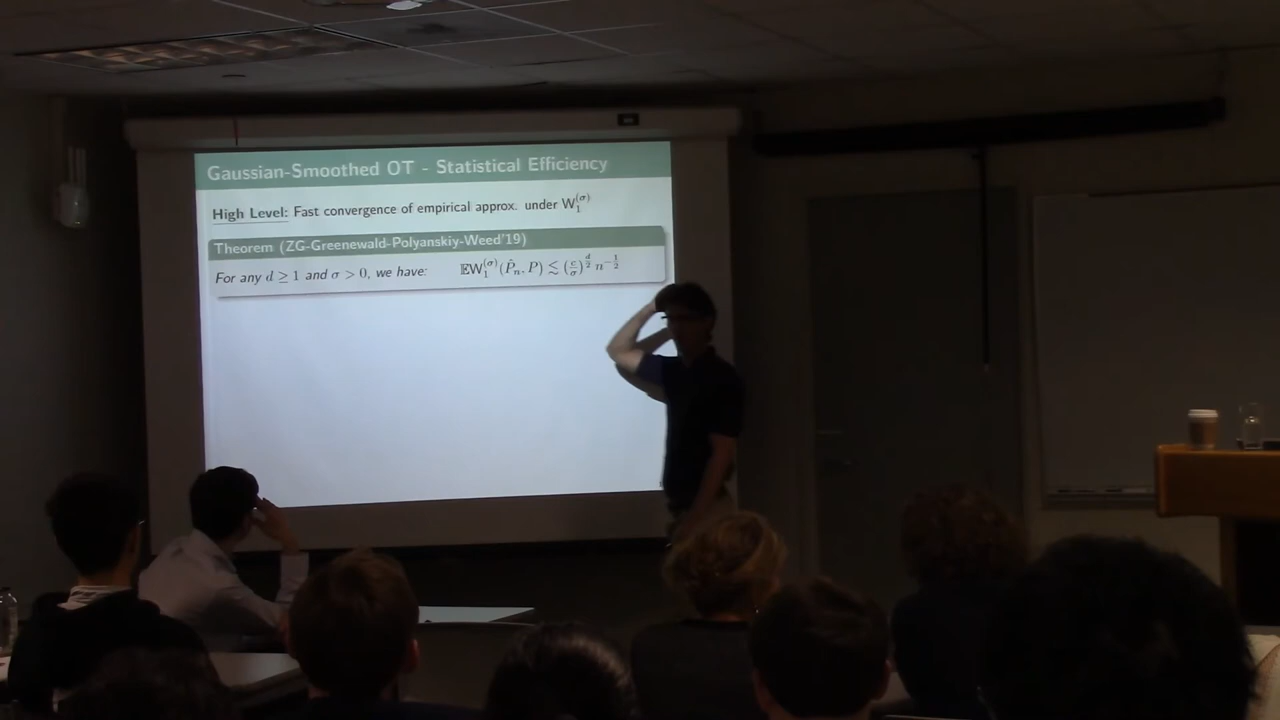 Gaussian-Smoothed OT - Statistical Efficiency
High Level: Fast convergence of empirical approx. under W₁^(σ)
Theorem (ZG-Greenewald-Polyanskiy-Weed'19)
For any d ≥ 1 and σ > 0, we have: 𝔼W₁^(σ)(P̂ₙ, P) ≲ (c/σ)^(d/2) n^(-1/2)